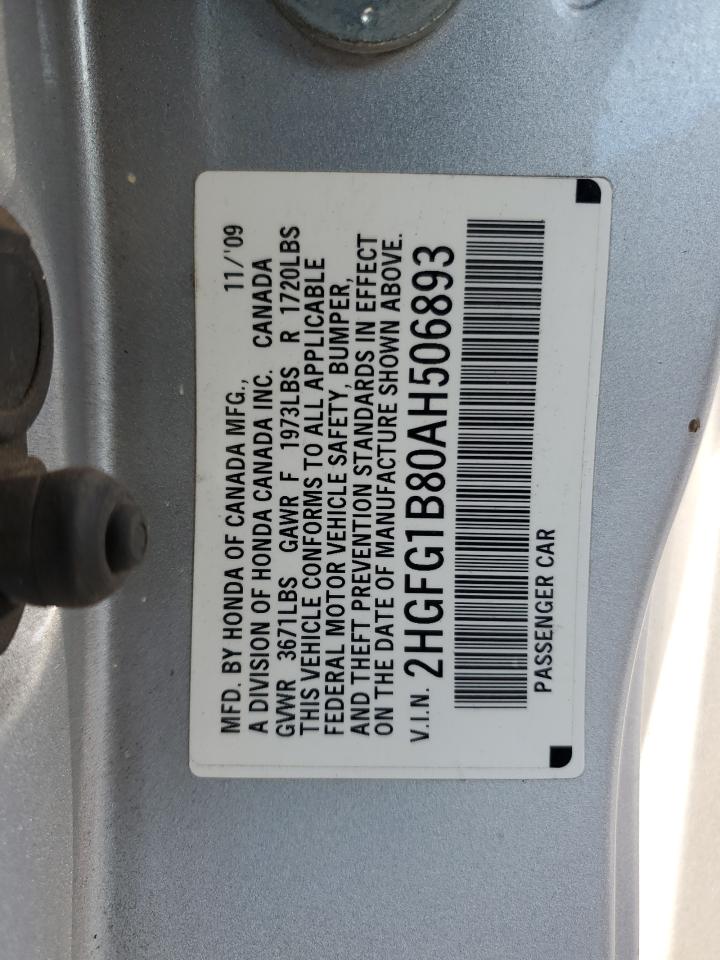 MFD. BY HONDA OF CANADA MFG., 11/'09
A DIVISION OF HONDA CANADA INC. CANADA
GVWR 3671LBS GAWR F 1973LBS R 1720LBS
THIS VEHICLE CONFORMS TO ALL APPLICABLE
FEDERAL MOTOR VEHICLE SAFETY, BUMPER,
AND THEFT PREVENTION STANDARDS IN EFFECT
ON THE DATE OF MANUFACTURE SHOWN ABOVE.
V.I.N. 2HGFG1B80AH506893
PASSENGER CAR